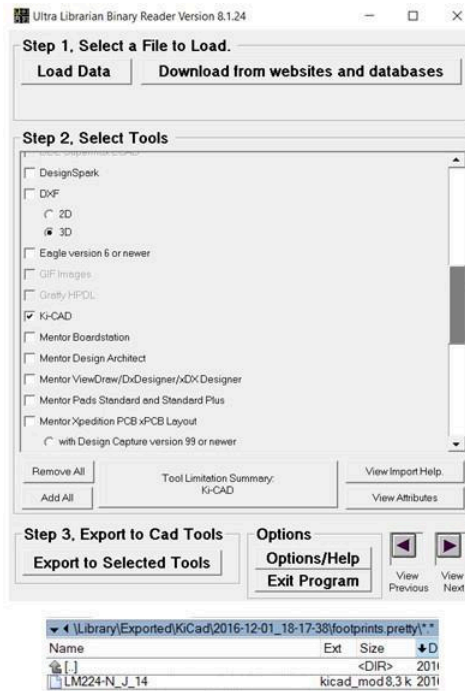 Ultra Librarian Binary Reader Version 8.1.24
Step 1, Select a File to Load.
Load Data
Download from websites and databases
Step 2, Select Tools
DesignSpark
DXF
2D
3D
Eagle version 6 or newer
GIF Images
Graffy HPDL
Ki-CAD
Mentor Boardstation
Mentor Design Architect
Mentor ViewDraw/DxDesigner/xDX Designer
Mentor Pads Standard and Standard Plus
Mentor Xpedition PCB xPCB Layout
with Design Capture version 99 or newer
Remove All
Tool Limitation Summary:
Ki-CAD
View Import Help.
Add All
View Attributes
Step 3, Export to Cad Tools
Export to Selected Tools
Options
Options/Help
Exit Program
View Previous
View Next
\Library\Exported\KiCad\2016-12-01_18-17-38\footprints.pretty\*.*
Name Ext Size D
[..] <DIR> 201
LM224-N_J_14 kicad_mod 8,3 k 201